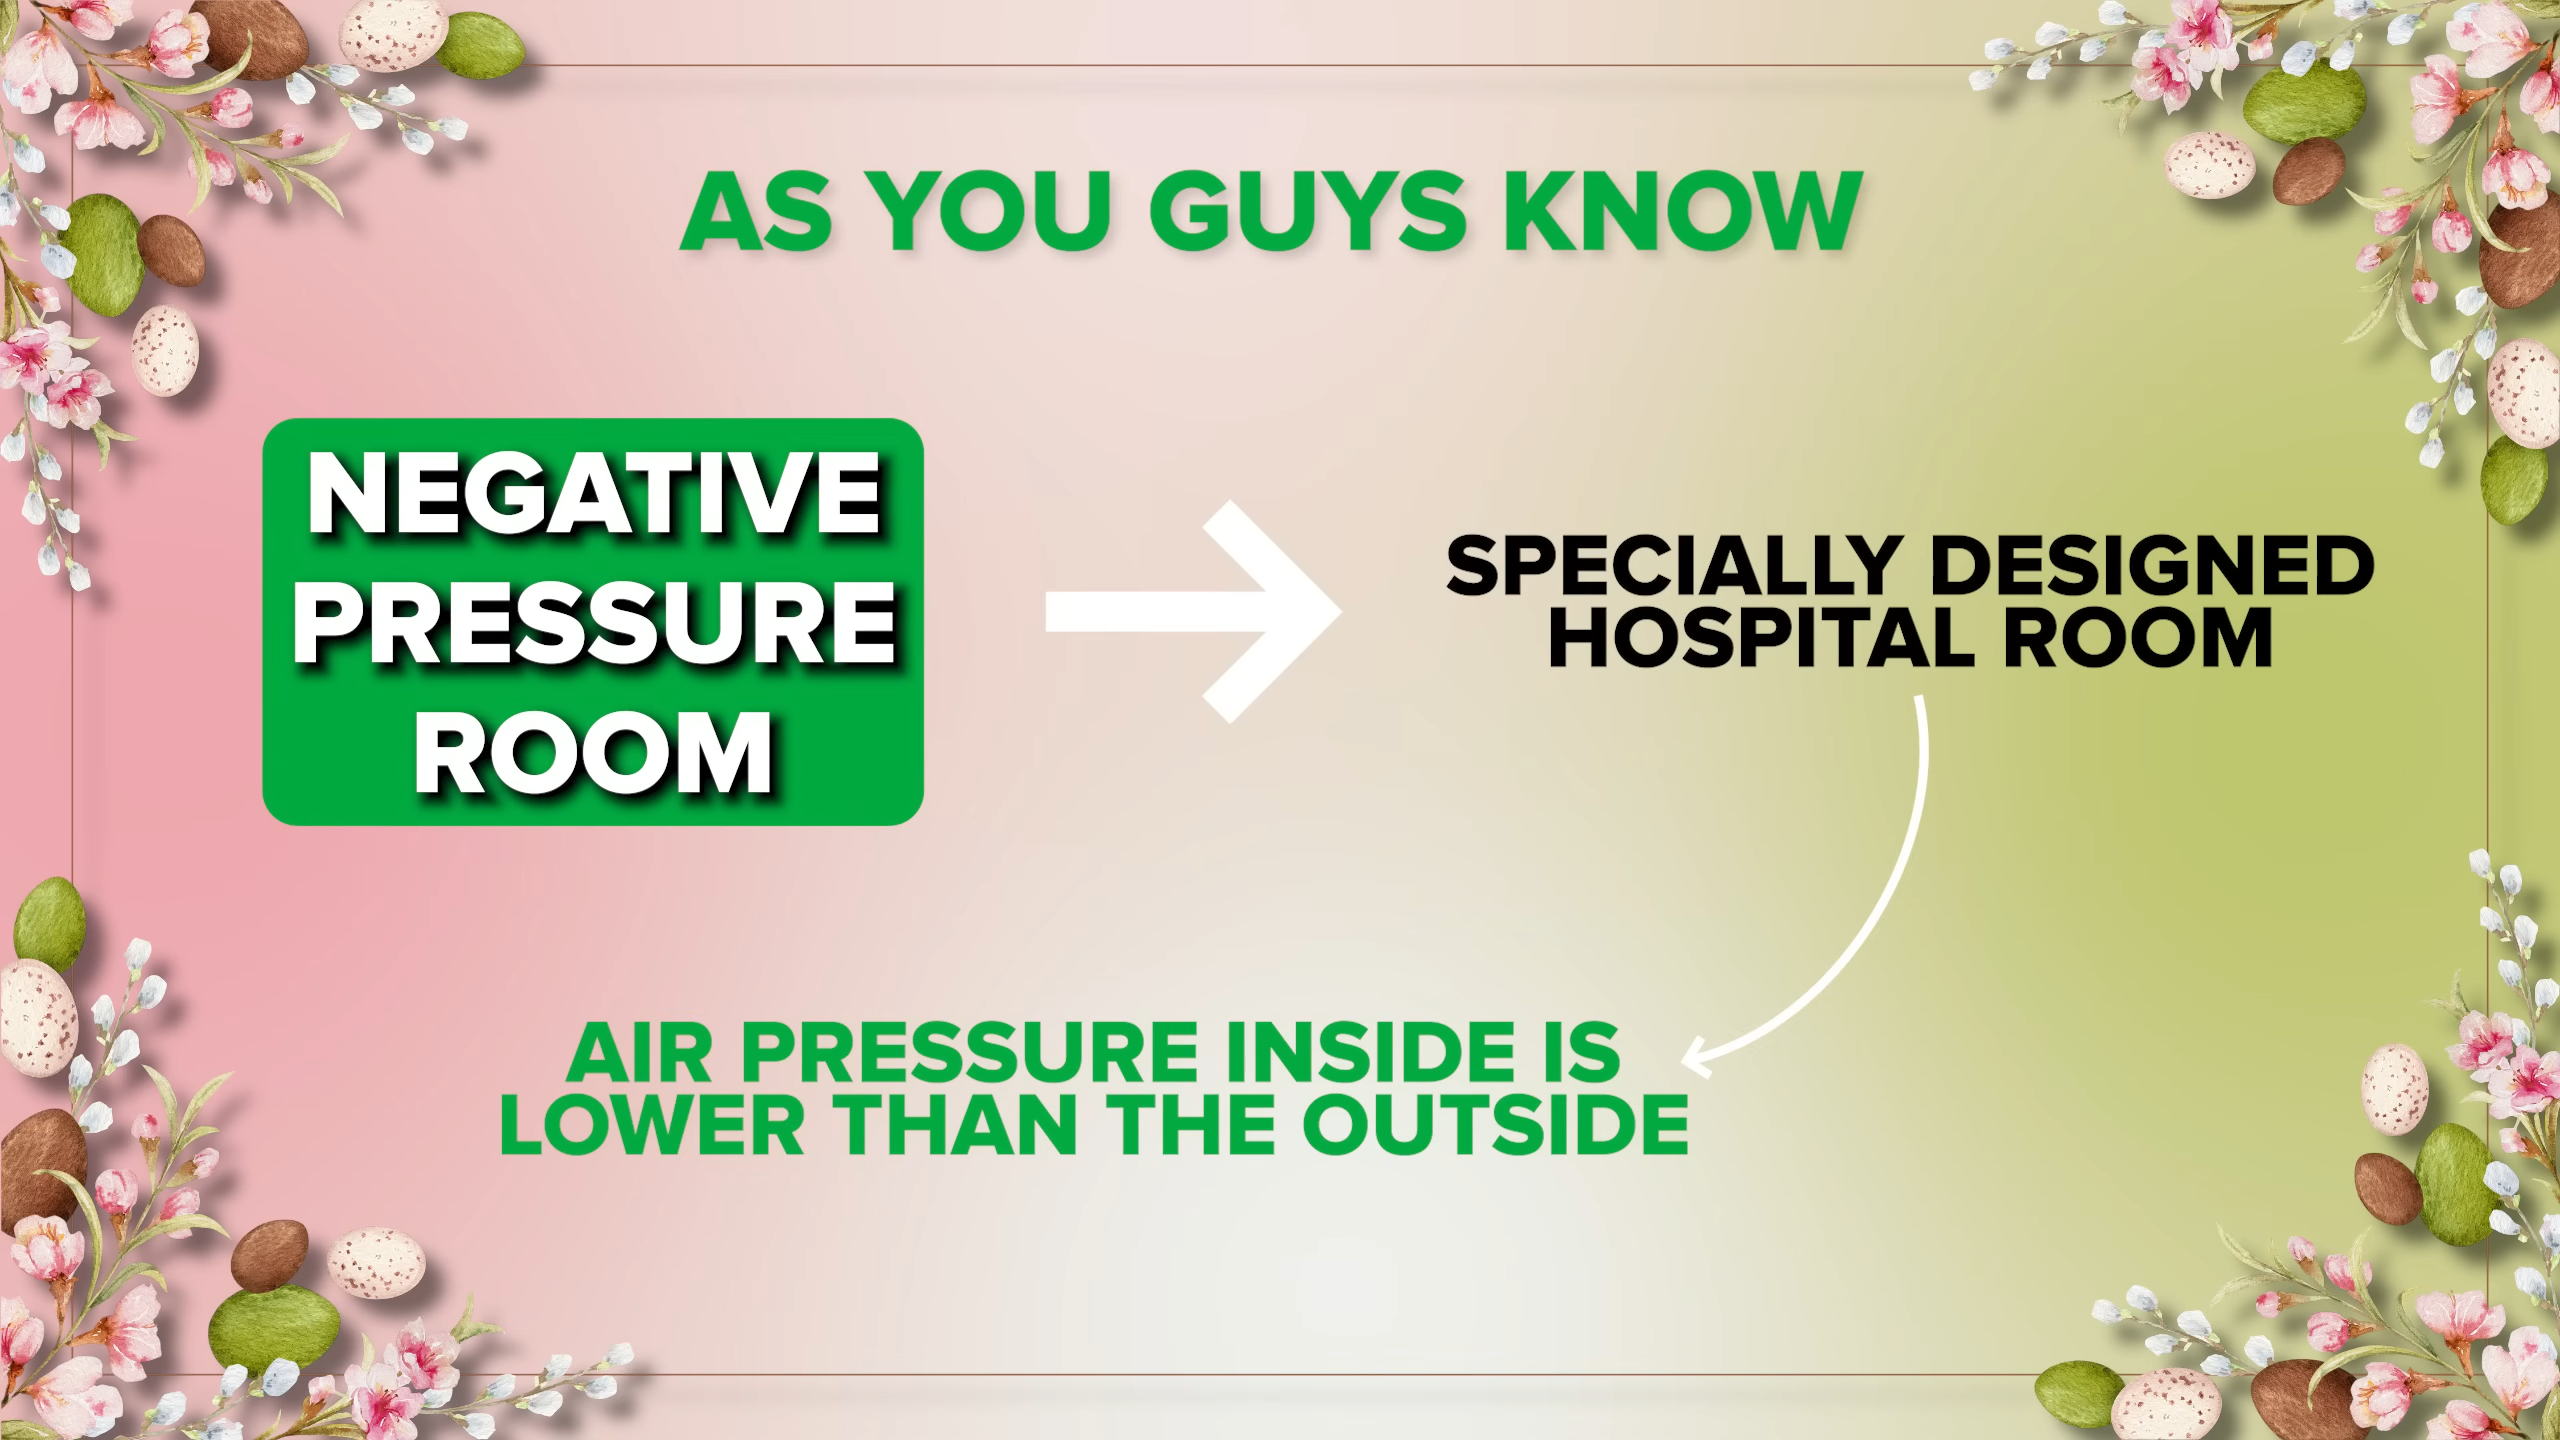 AS YOU GUYS KNOW
NEGATIVE
PRESSURE
ROOM
SPECIALLY DESIGNED
HOSPITAL ROOM
AIR PRESSURE INSIDE IS
LOWER THAN THE OUTSIDE